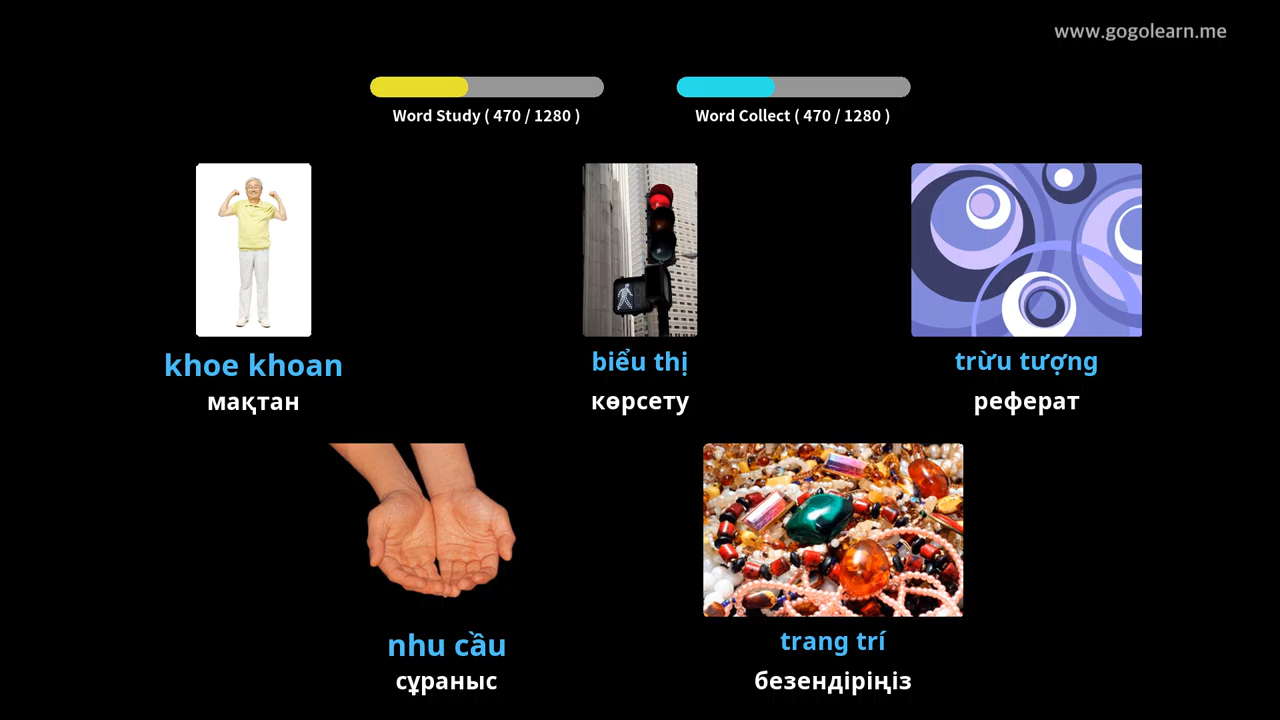 www.gogolearn.me
Word Study ( 470 / 1280 )
Word Collect ( 470 / 1280 )
khoe khoan
мақтан
biểu thị
көрсету
trừu tượng
реферат
nhu cầu
сұраныс
trang trí
безендіріңіз